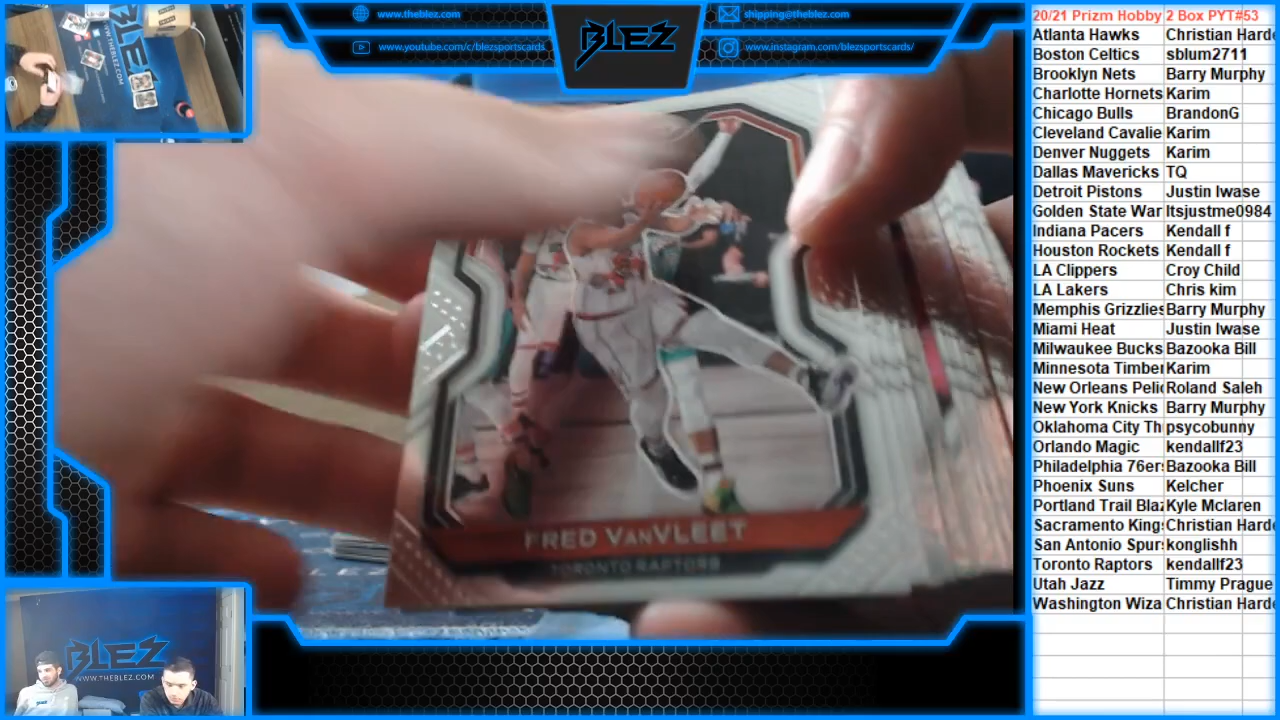 www.theblez.com
www.youtube.com/c/blezsportscards/
BLEZ
shipping@theblez.com
www.instagram.com/blezsportscards/
20/21 Prizm Hobby 2 Box PYT#53
Atlanta Hawks Christian Hard
Boston Celtics sblum2711
Brooklyn Nets Barry Murphy
Charlotte Hornets Karim
Chicago Bulls BrandonG
Cleveland Cavalie Karim
Denver Nuggets Karim
Dallas Mavericks TQ
Detroit Pistons Justin Iwase
Golden State War Itsjustme0984
Indiana Pacers Kendall f
Houston Rockets Kendall f
LA Clippers Croy Child
LA Lakers Chris kim
Memphis Grizzlies Barry Murphy
Miami Heat Justin Iwase
Milwaukee Bucks Bazooka Bill
Minnesota Timber Karim
New Orleans Peli Roland Saleh
New York Knicks Barry Murphy
Oklahoma City Th psycobunny
Orlando Magic kendallf23
Philadelphia 76ers Bazooka Bill
Phoenix Suns Kelcher
Portland Trail Blaz Kyle Mclaren
Sacramento Kings Christian Hard
San Antonio Spurs konglishh
Toronto Raptors kendallf23
Utah Jazz Timmy Prague
Washington Wiza Christian Hard
FRED VANVLEET
TORONTO RAPTORS
BLEZ
WWW.THEBLEZ.COM